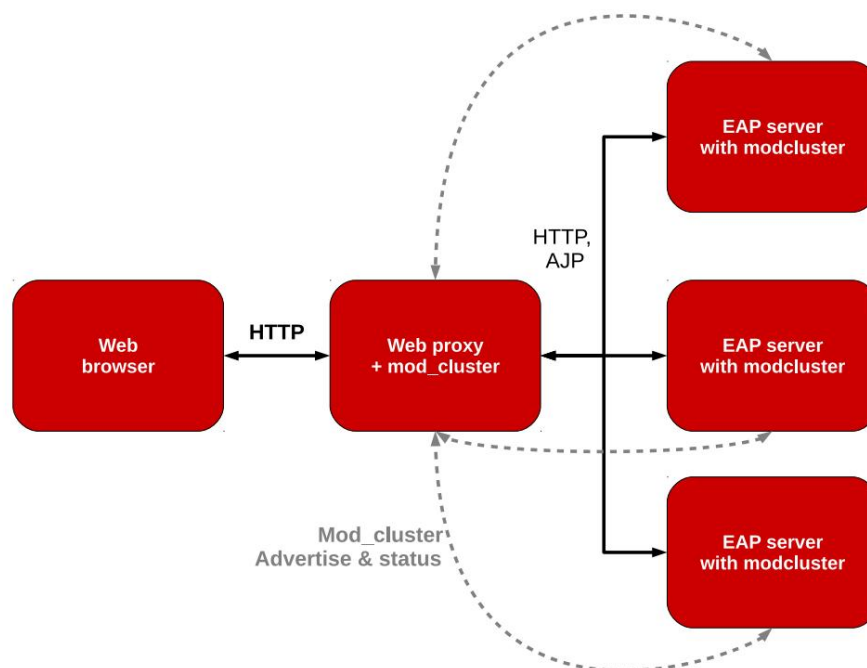 EAP server
with modcluster
HTTP,
AJP
Web
browser
HTTP
Web proxy
+ mod_cluster
EAP server
with modcluster
Mod_cluster
Advertise & status
EAP server
with modcluster